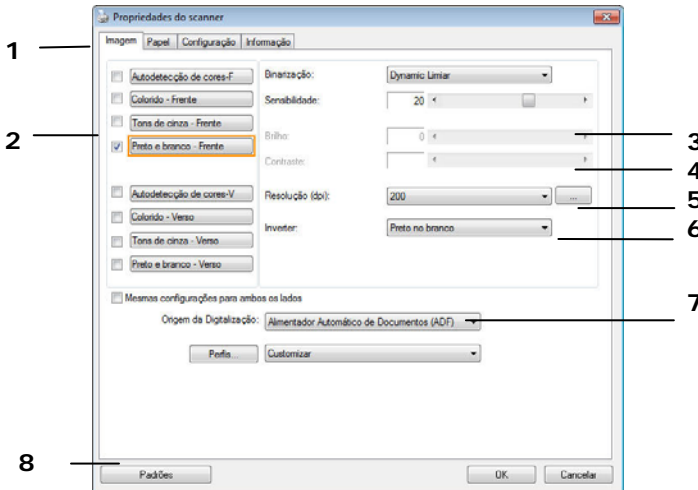 Propriedades do scanner
1 Imagem Papel Configuração Informação
Autodetecção de cores-F Binarização: Dynamic Limiar
Colorido - Frente Sensibilidade: 20
Tons de cinza - Frente
2 Preto e branco - Frente Brilho: 0 3
Contraste: 4
Autodetecção de cores-V Resolução (dpi): 200 ... 5
Colorido - Verso Inverter: Preto no branco 6
Tons de cinza - Verso
Preto e branco - Verso
Mesmas configurações para ambos os lados 7
Origem da Digitalização: Alimentador Automático de Documentos (ADF)
Perfis... Customizar
8
Padrões OK Cancelar